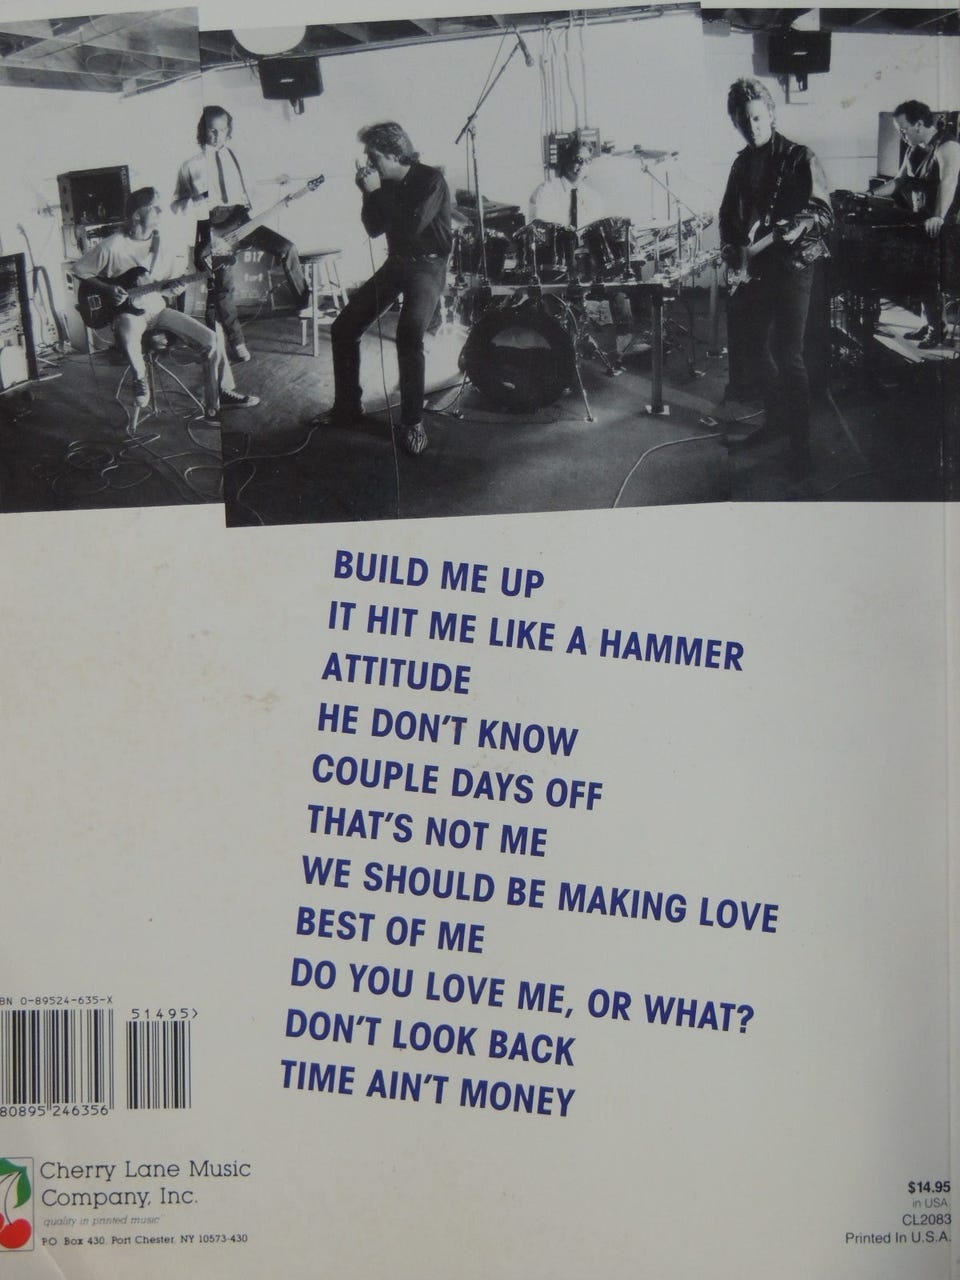 BUILD ME UP
IT HIT ME LIKE A HAMMER
ATTITUDE
HE DON'T KNOW
COUPLE DAYS OFF
THAT'S NOT ME
WE SHOULD BE MAKING LOVE
BEST OF ME
DO YOU LOVE ME, OR WHAT?
DON'T LOOK BACK
TIME AIN'T MONEY
BN 0-89524-635-X
51495>
80895 246356
Cherry Lane Music
Company, Inc.
"quality in printed music"
P.O. Box 430, Port Chester, NY 10573-430
$14.95
in USA
CL2083
Printed In U.S.A.